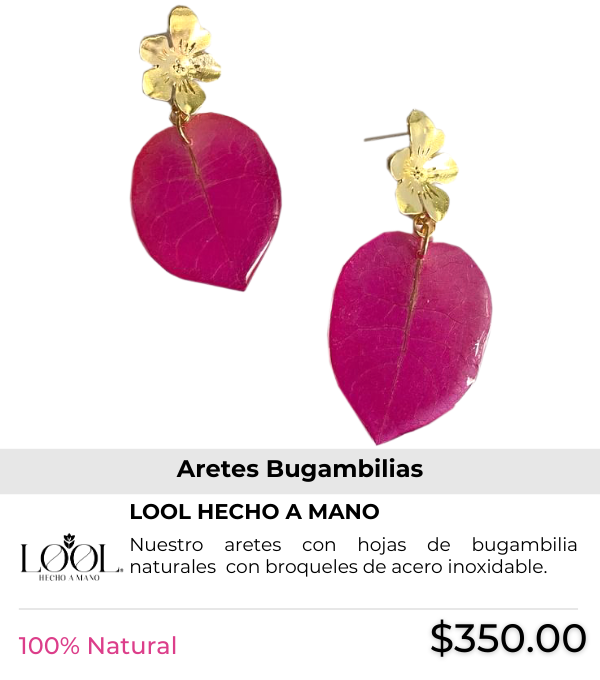 Aretes Bugambilias
LOOL HECHO A MANO
Nuestro aretes con hojas de bugambilia
naturales con broqueles de acero inoxidable.
LOOL®
HECHO A MANO
100% Natural
$350.00